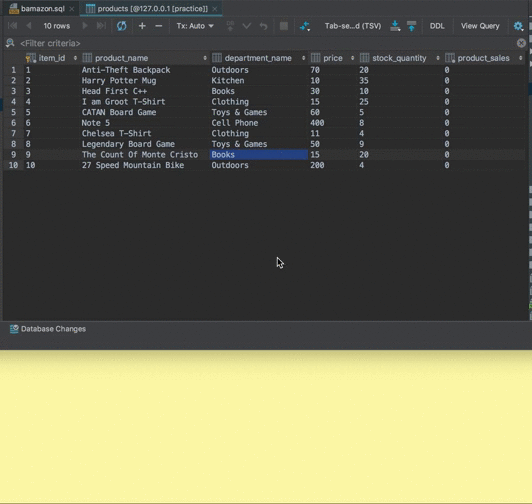 bamazon.sql products [@127.0.0.1 [practice]]
10 rows Tx: Auto Tab-se...d (TSV) DDL View Query
<Filter criteria>
item_id product_name department_name price stock_quantity product_sales
1 1 Anti-Theft Backpack Outdoors 70 20 0
2 2 Harry Potter Mug Kitchen 10 35 0
3 3 Head First C++ Books 30 10 0
4 4 I am Groot T-Shirt Clothing 15 25 0
5 5 CATAN Board Game Toys & Games 60 5 0
6 6 Note 5 Cell Phone 400 8 0
7 7 Chelsea T-Shirt Clothing 11 4 0
8 8 Legendary Board Game Toys & Games 50 9 0
9 9 The Count Of Monte Cristo Books 15 20 0
10 10 27 Speed Mountain Bike Outdoors 200 4 0
Database Changes